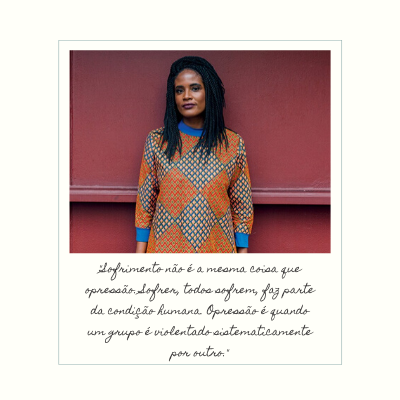 "Sofrimento não é a mesma coisa que
opressão. Sofrer, todos sofrem, faz parte
da condição humana. Opressão é quando
um grupo é violentado sistematicamente
por outro."